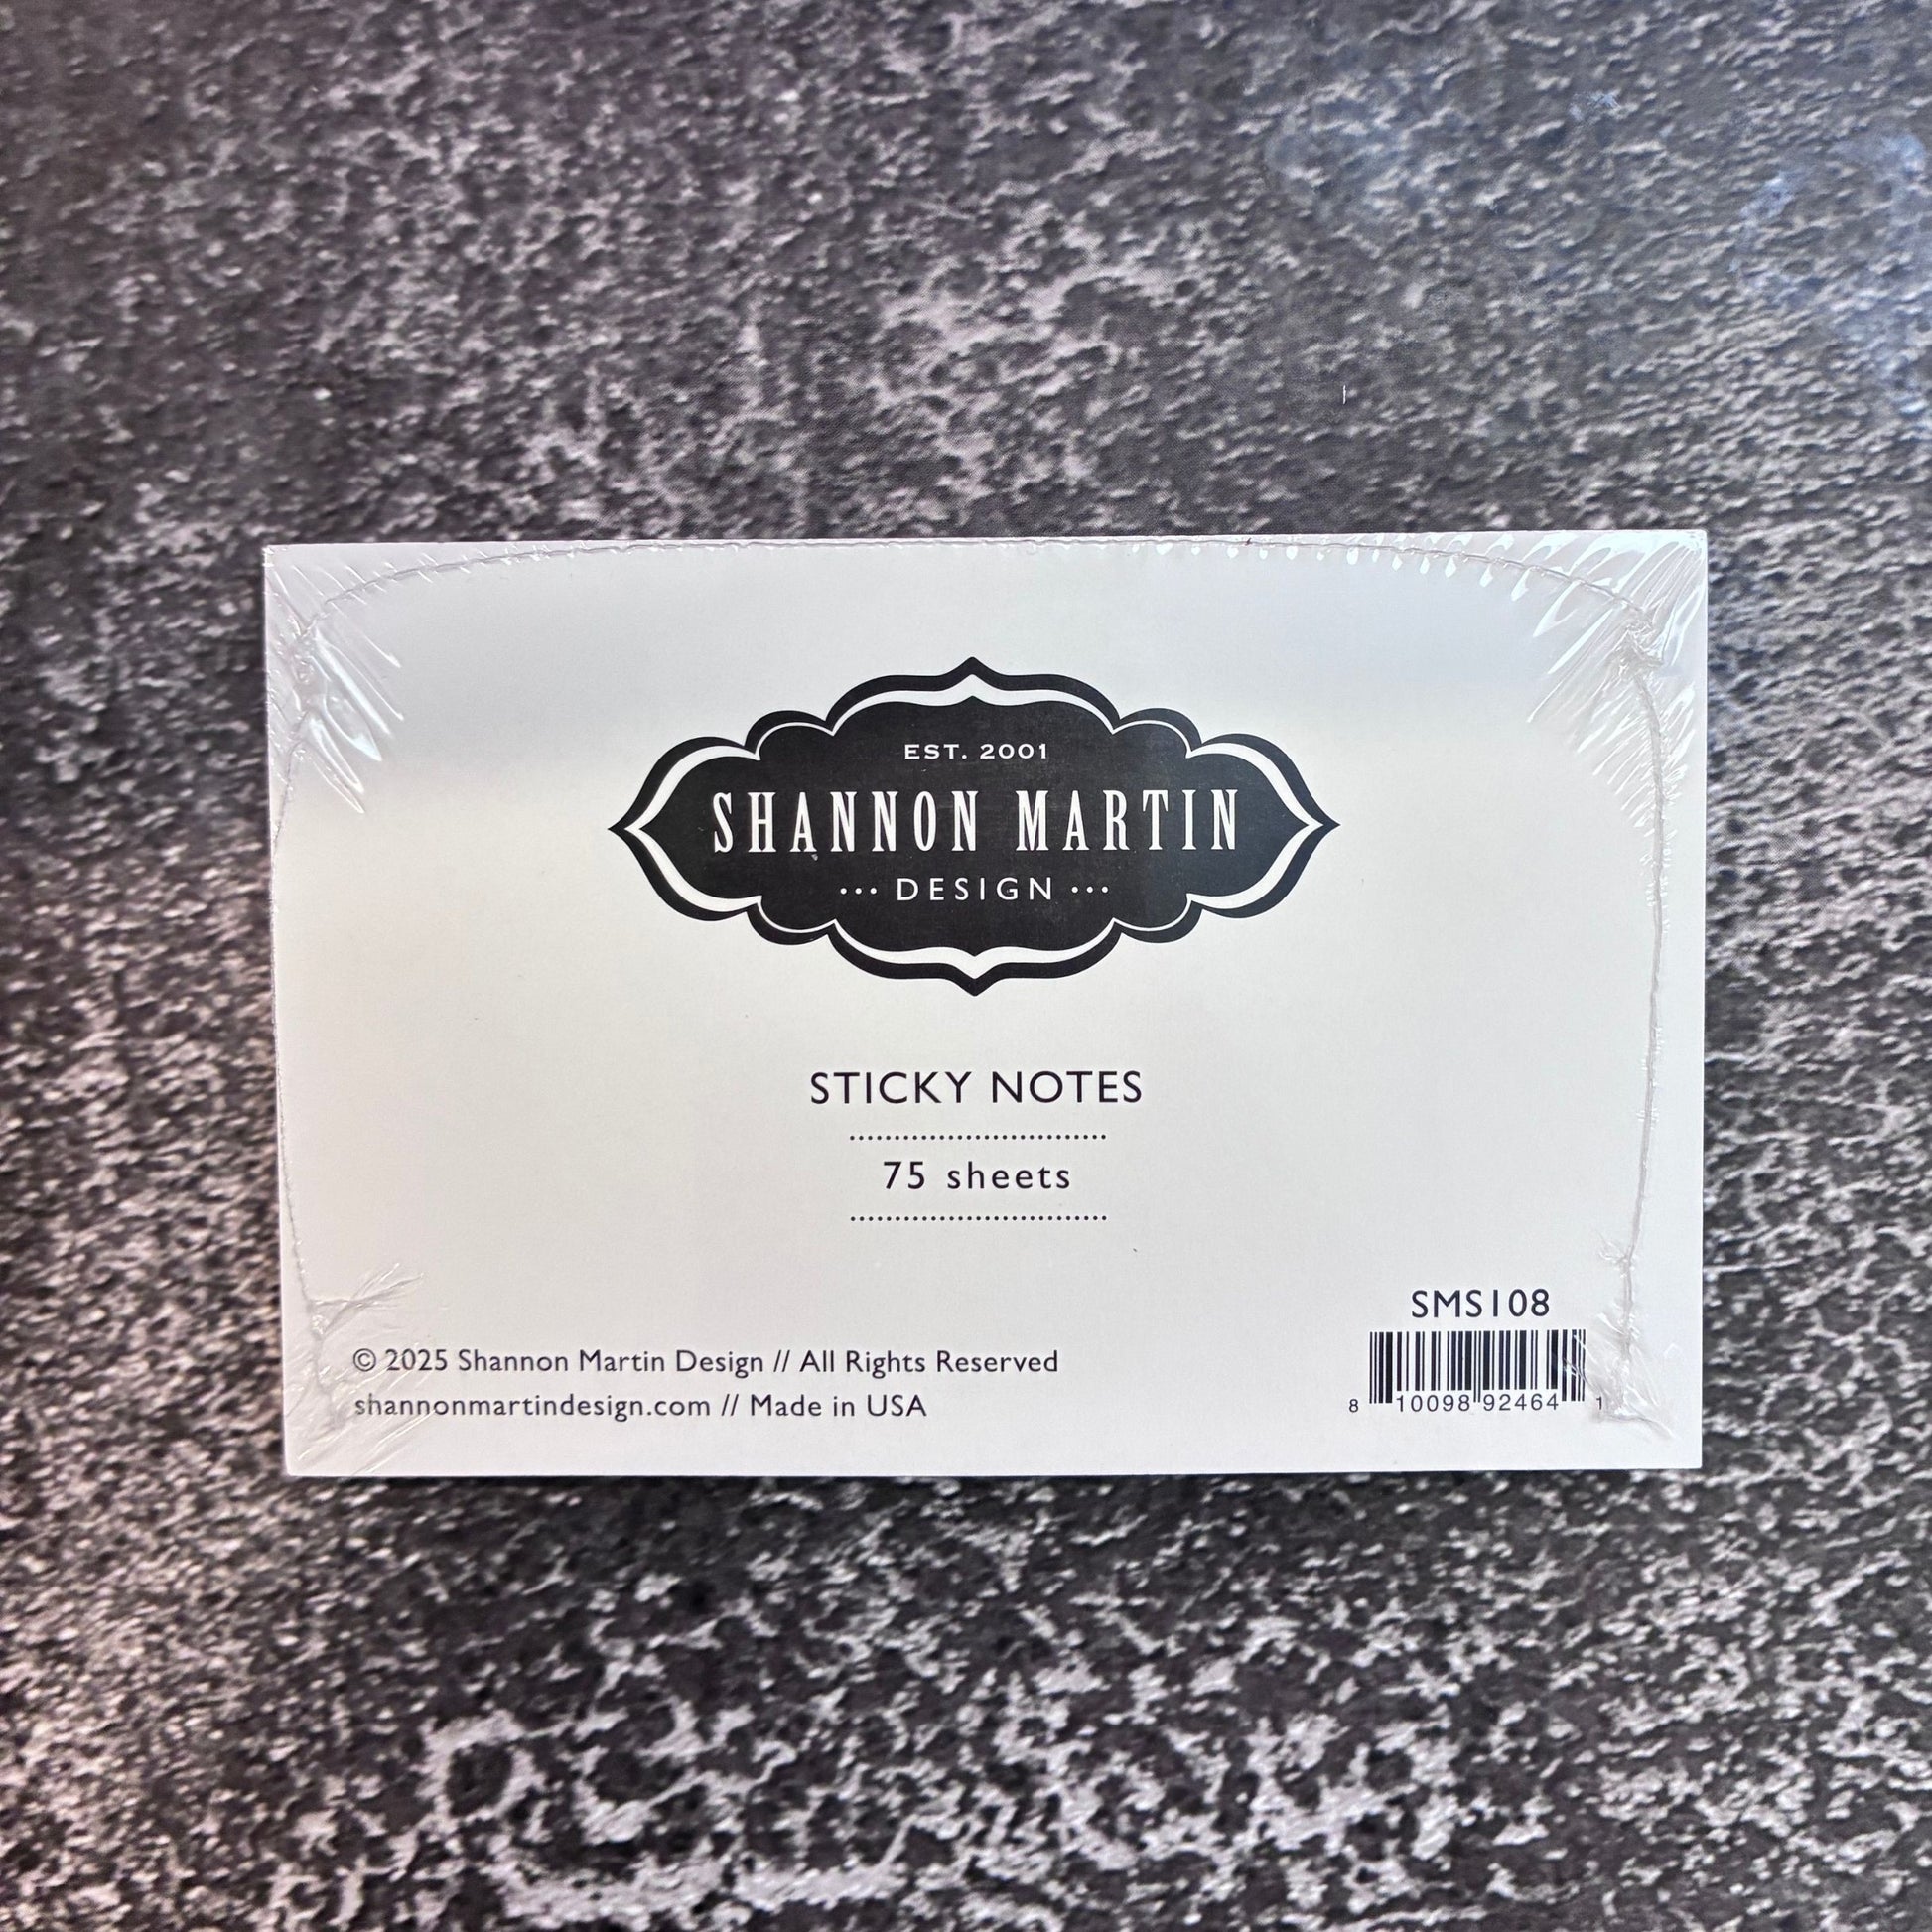 EST. 2001
SHANNON MARTIN
••• DESIGN •••
STICKY NOTES
75 sheets
SMS108
© 2025 Shannon Martin Design // All Rights Reserved
shannonmartindesign.com // Made in USA
8 10098 92464 1